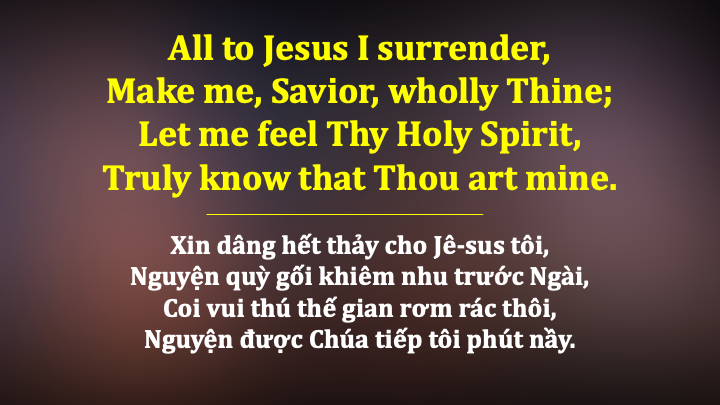 All to Jesus I surrender,
Make me, Savior, wholly Thine;
Let me feel Thy Holy Spirit,
Truly know that Thou art mine.
Xin dâng hết thảy cho Jê-sus tôi,
Nguyện quỳ gối khiêm nhu trước Ngài,
Coi vui thú thế gian rơm rác thôi,
Nguyện được Chúa tiếp tôi phút nầy.